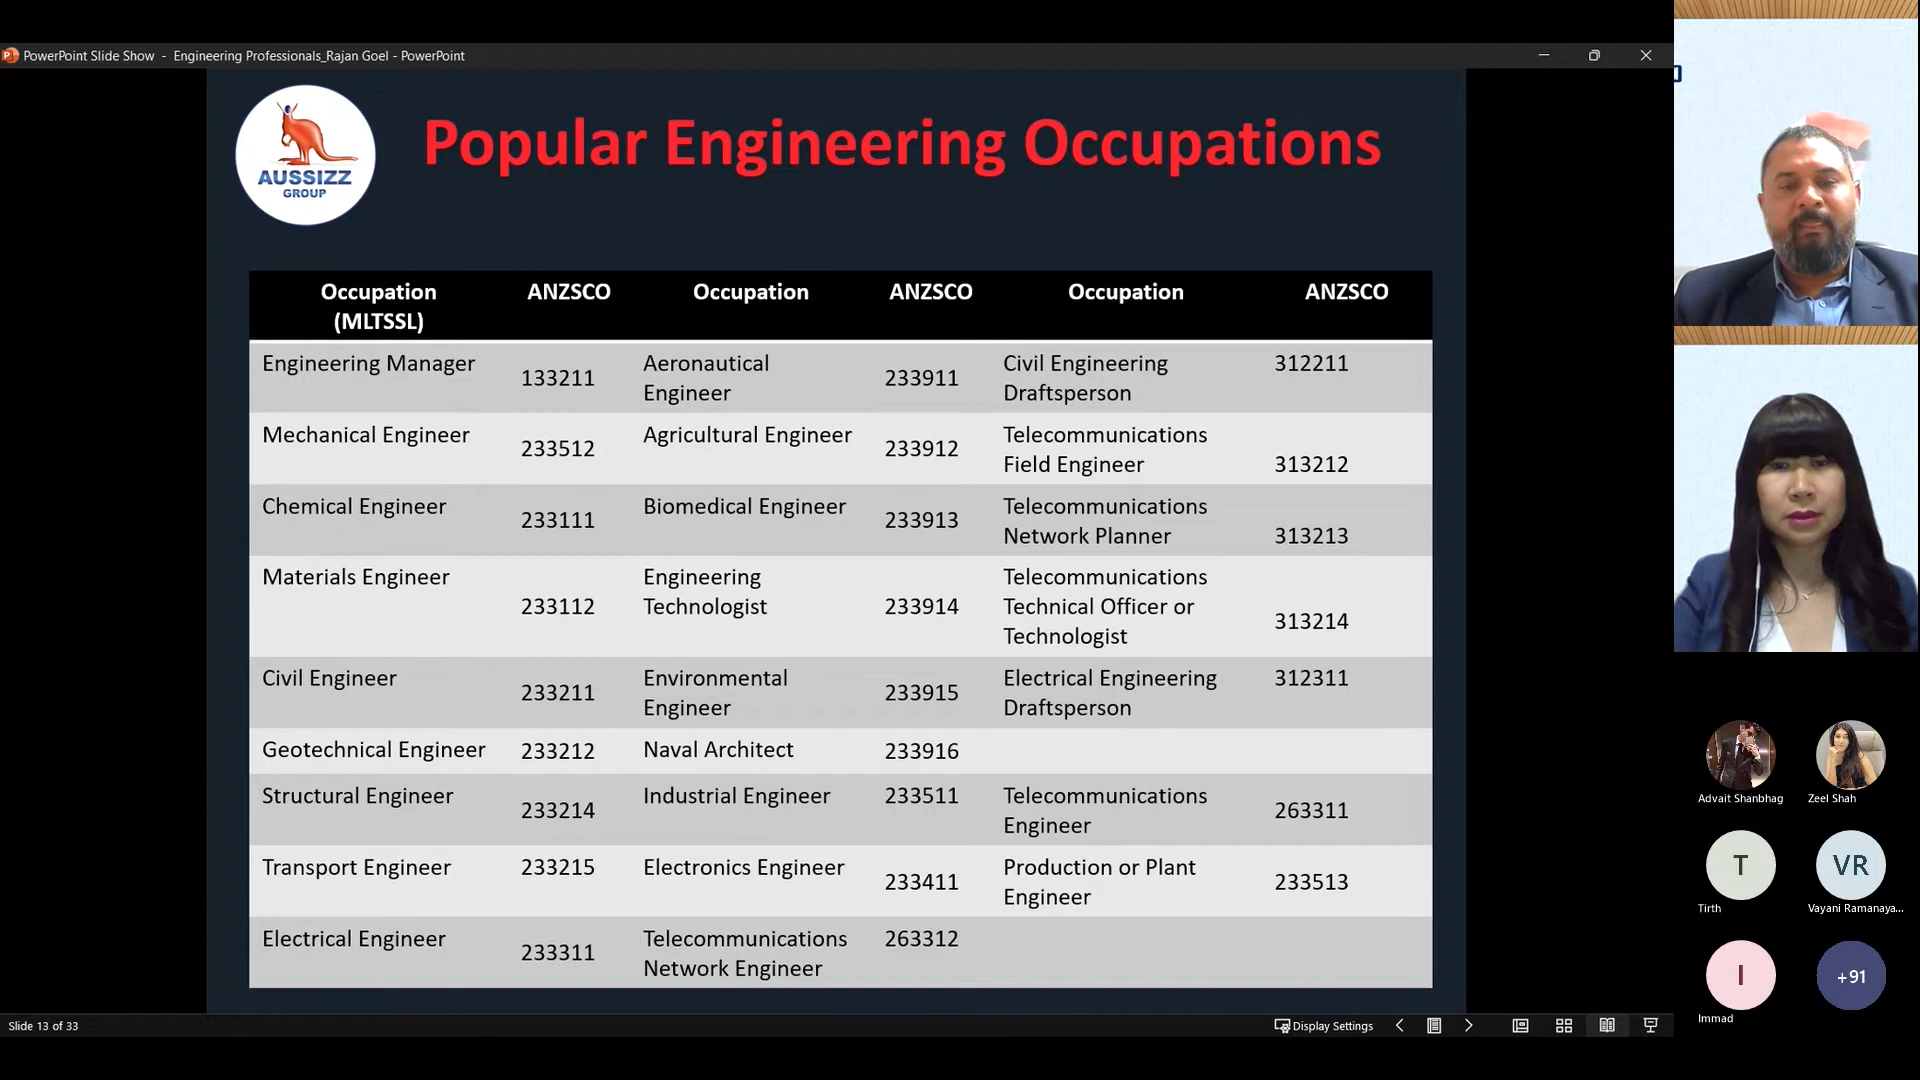 PowerPoint Slide Show - Engineering Professionals_Rajan Goel - PowerPoint
AUSSIZZ
GROUP
Popular Engineering Occupations
Occupation (MLTSSL) ANZSCO Occupation ANZSCO Occupation ANZSCO
Engineering Manager 133211 Aeronautical Engineer 233911 Civil Engineering Draftsperson 312211
Mechanical Engineer 233512 Agricultural Engineer 233912 Telecommunications Field Engineer 313212
Chemical Engineer 233111 Biomedical Engineer 233913 Telecommunications Network Planner 313213
Materials Engineer 233112 Engineering Technologist 233914 Telecommunications Technical Officer or Technologist 313214
Civil Engineer 233211 Environmental Engineer 233915 Electrical Engineering Draftsperson 312311
Geotechnical Engineer 233212 Naval Architect 233916
Structural Engineer 233214 Industrial Engineer 233511 Telecommunications Engineer 263311
Transport Engineer 233215 Electronics Engineer 233411 Production or Plant Engineer 233513
Electrical Engineer 233311 Telecommunications Network Engineer 263312
Slide 13 of 33
Display Settings
Advait Shanbhag
Zeel Shah
T
VR
Tirth
Vayani Ramanaya...
I
+91
Immad